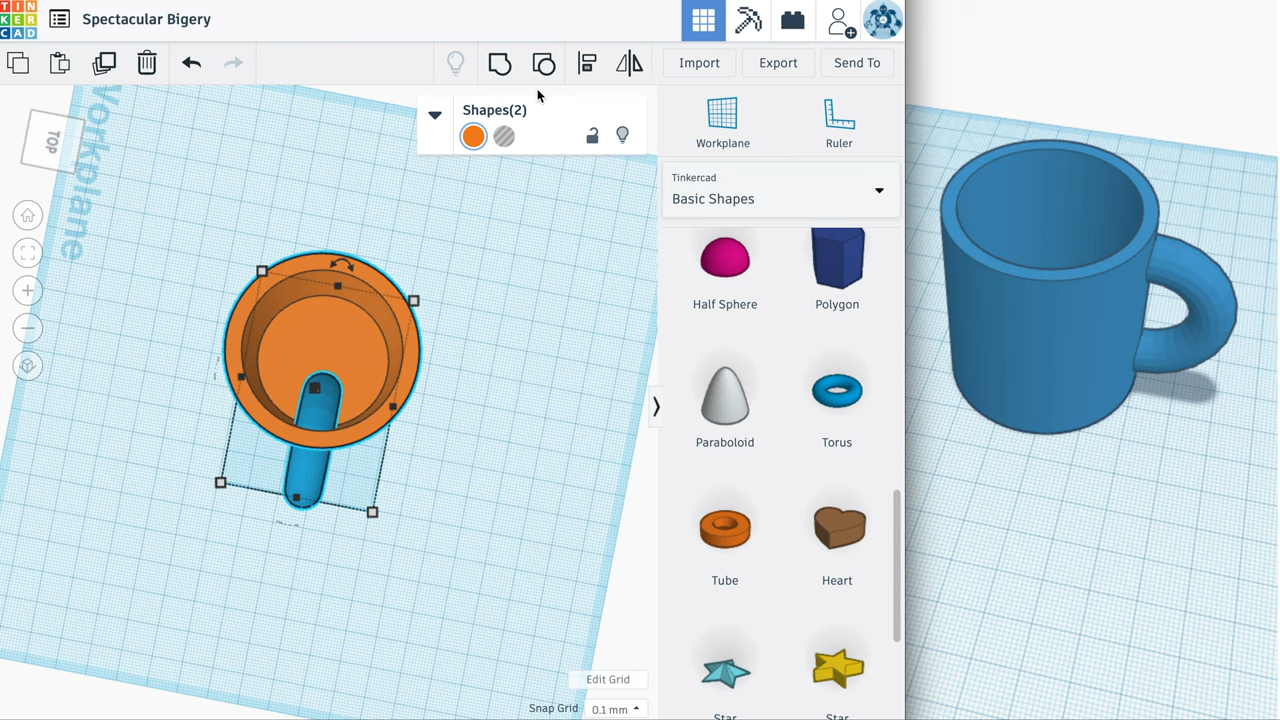 TIN
KER
CAD
Spectacular Bigery
Import
Export
Send To
Shapes(2)
TOP
Workplane
Workplane
Ruler
Tinkercad
Basic Shapes
Half Sphere
Polygon
Paraboloid
Torus
Tube
Heart
Star
Star
Edit Grid
Snap Grid
0.1 mm